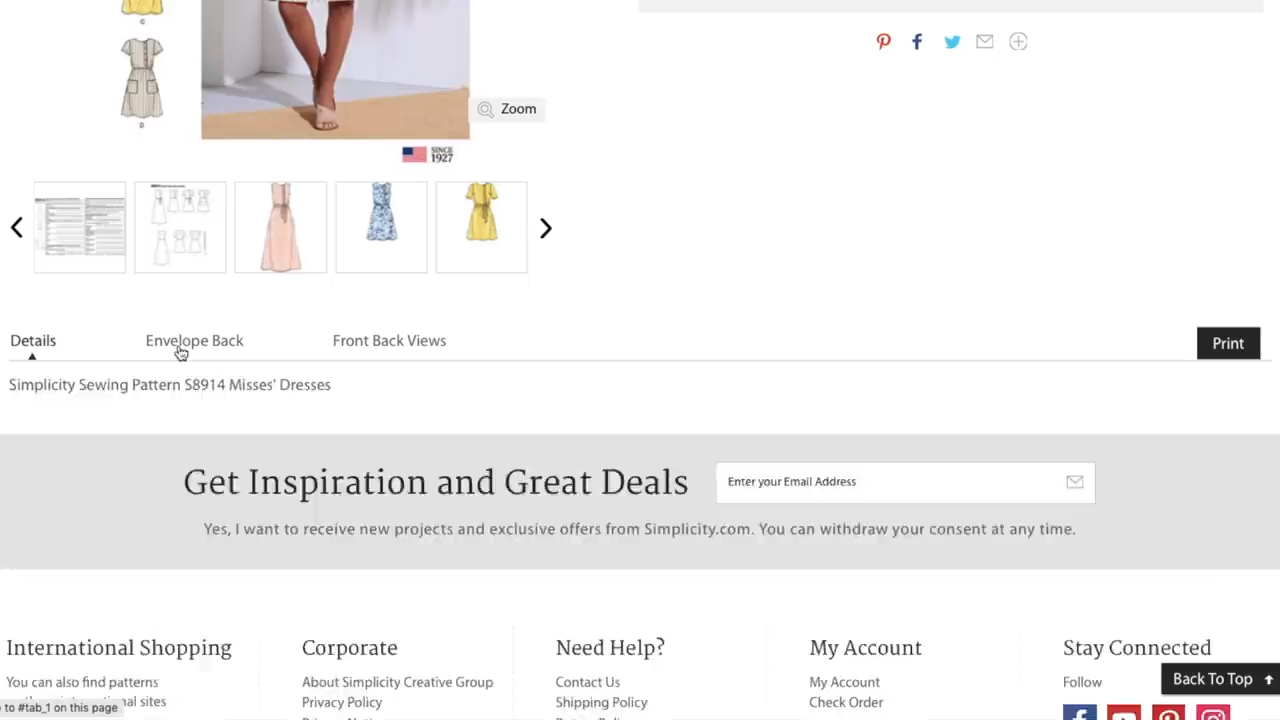 G
D
Zoom
SINCE
1927
Details
Envelope Back
Front Back Views
Print
Simplicity Sewing Pattern S8914 Misses' Dresses
Get Inspiration and Great Deals
Enter your Email Address
Yes, I want to receive new projects and exclusive offers from Simplicity.com. You can withdraw your consent at any time.
International Shopping
Corporate
Need Help?
My Account
Stay Connected
You can also find patterns
About Simplicity Creative Group
Contact Us
My Account
Follow
Back To Top
sites
Privacy Policy
Shipping Policy
Check Order
to #tab_1 on this page